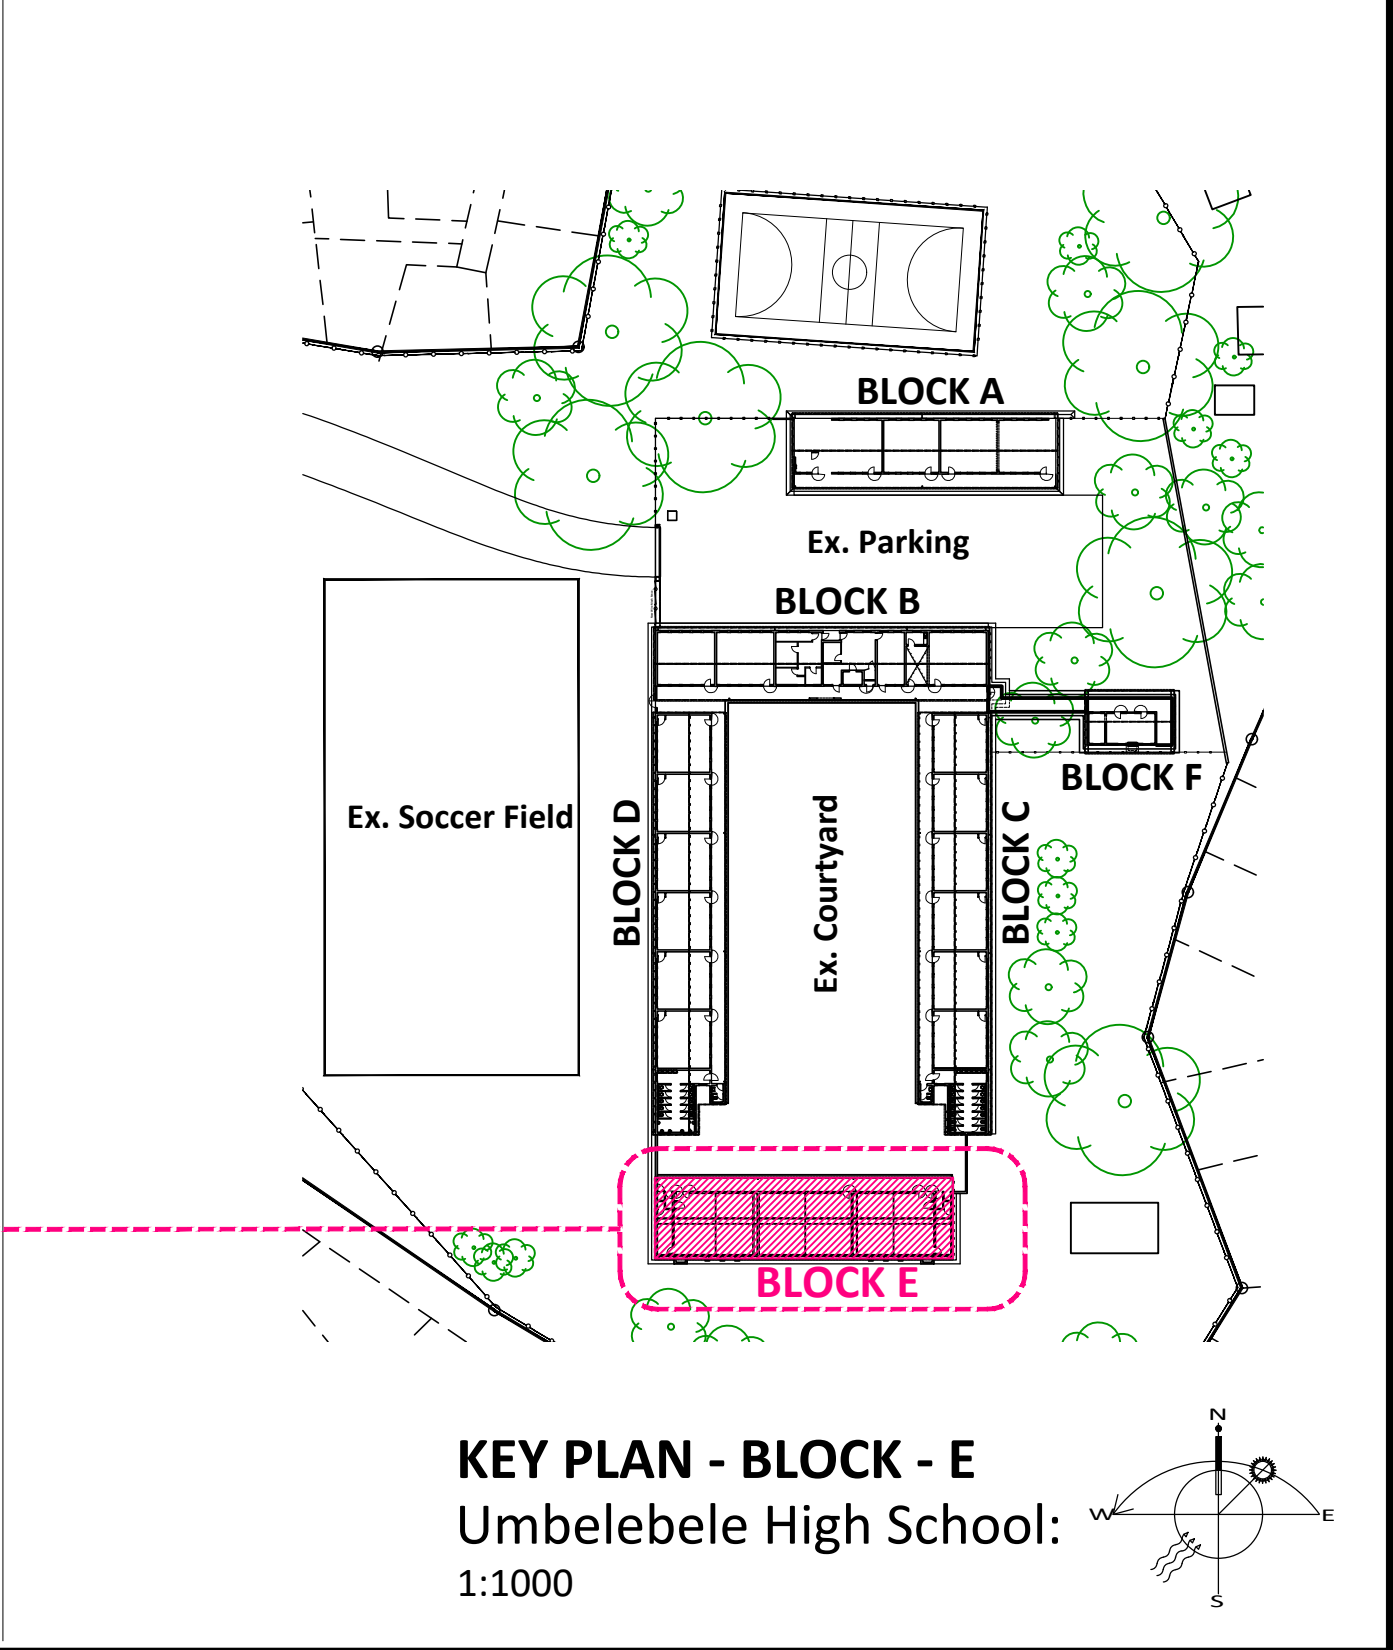 BLOCK A
Ex. Parking
BLOCK B
BLOCK F
Ex. Soccer Field
BLOCK D
Ex. Courtyard
BLOCK C
BLOCK E
KEY PLAN - BLOCK - E
Umbelebele High School:
1:1000
N
W
E
S